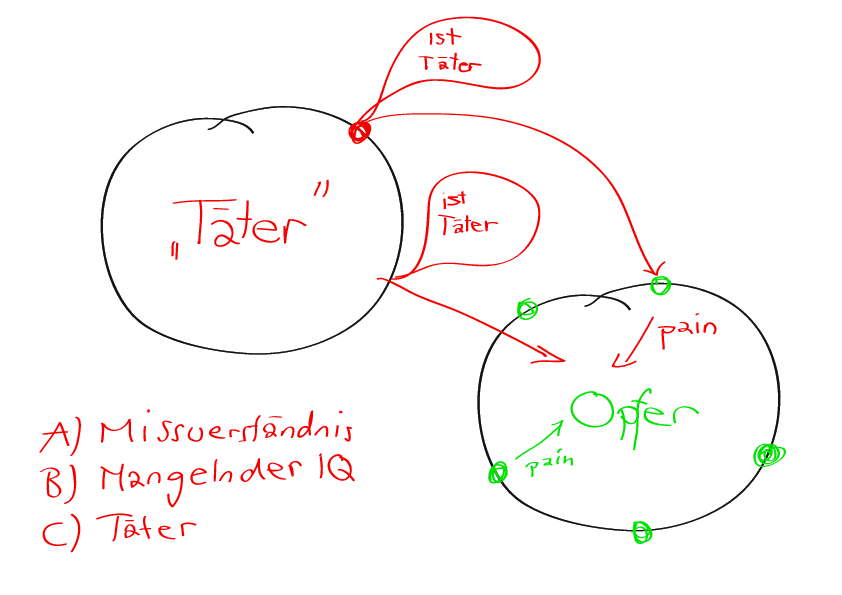 ist
Täter
„Täter"
ist
Täter
pain
Opfer
pain
A) Missverständnis
B) Mangelnder IQ
C) Täter